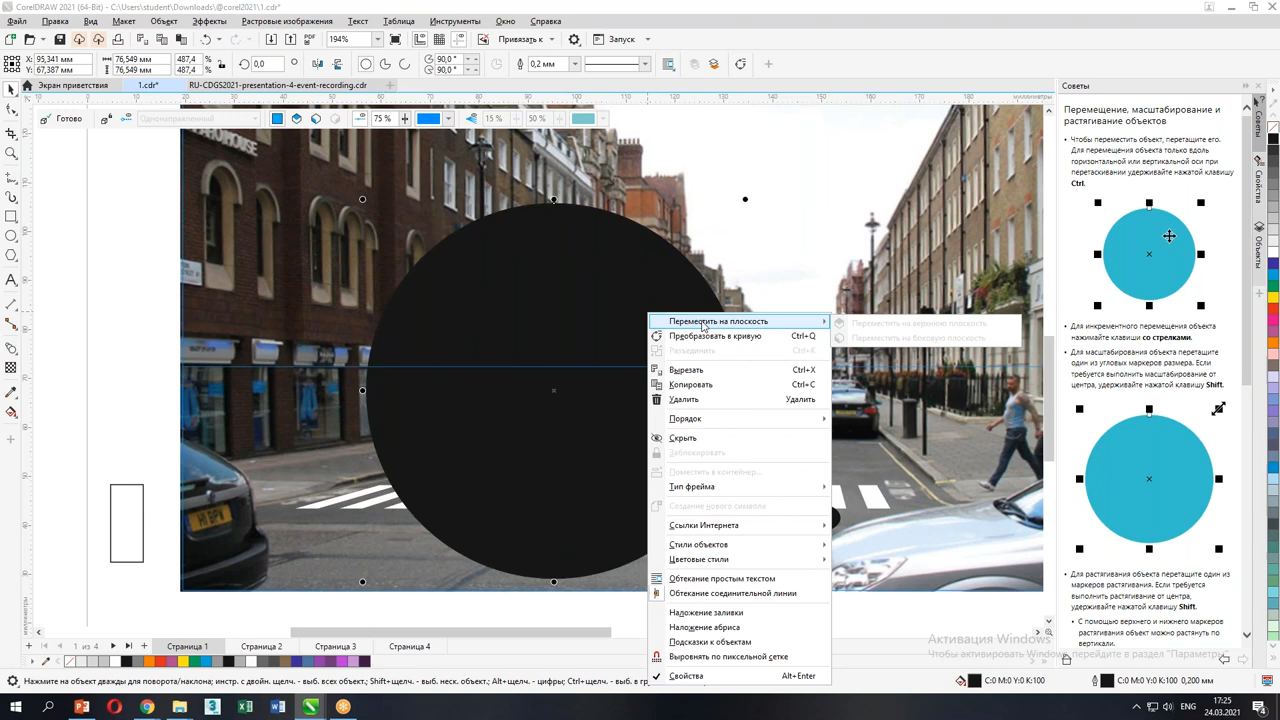 CorelDRAW 2021 (64-Bit) - C:\Users\student\Downloads\@corel2021\1.cdr*
Файл Правка Вид Макет Объект Эффекты Растровые изображения Текст Таблица Инструменты Окно Справка
194% Привязать к Запуск
X: 95,341 мм 76,549 мм 487,4 % 0,0 90,0 ° 0,2 мм
Y: 67,387 мм 76,549 мм 487,4 % 90,0 °
Экран приветствия 1.cdr* RU-CDGS2021-presentation-4-event-recording.cdr
Готово Однонаправленный 75 % 15 % 50 %
миллиметры
Переместить на плоскость
Переместить на верхнюю плоскость
Переместить на боковую плоскость
Преобразовать в кривую Ctrl+Q
Разъединить Ctrl+K
Вырезать Ctrl+X
Копировать Ctrl+C
Удалить Удалить
Порядок
Скрыть
Заблокировать
Поместить в контейнер...
Тип фрейма
Создание нового символа
Ссылки Интернета
Стили объектов
Цветовые стили
Обтекание простым текстом
Обтекание соединительной линии
Наложение заливки
Наложение абриса
Подсказки к объектам
Выровнять по пиксельной сетке
Свойства Alt+Enter
Советы
Перемещение, масштабирование и
растягивание объектов
• Чтобы переместить объект, перетащите его.
Для перемещения объекта только вдоль
горизонтальной или вертикальной оси при
перетаскивании удерживайте нажатой клавишу
Ctrl.
• Для инкрементного перемещения объекта
нажимайте клавиши со стрелками.
• Для масштабирования объекта перетащите
один из угловых маркеров размера. Если
требуется выполнить масштабирование от
центра, удерживайте нажатой клавишу Shift.
• Для растягивания объекта перетащите один из
маркеров растягивания. Если требуется
выполнить растягивание от центра,
удерживайте нажатой клавишу Shift.
• С помощью верхнего и нижнего маркеров
растягивания объект можно растянуть по
вертикали.
Советы
Свойства
Объекты
Активация Windows
Чтобы активировать Windows, перейдите в раздел "Параметры".
1 из 4 Страница 1 Страница 2 Страница 3 Страница 4
Нажмите на объект дважды для поворота/наклона; инстр. с двойн. щелч. - выб. всех объект.; Shift+щелч. - выб. неск. объект.; Alt+щелч. - цифры; Ctrl+щелч. - выб. в гр
C:0 M:0 Y:0 K:100 C:0 M:0 Y:0 K:100 0,200 мм
ENG 17:25
24.03.2021